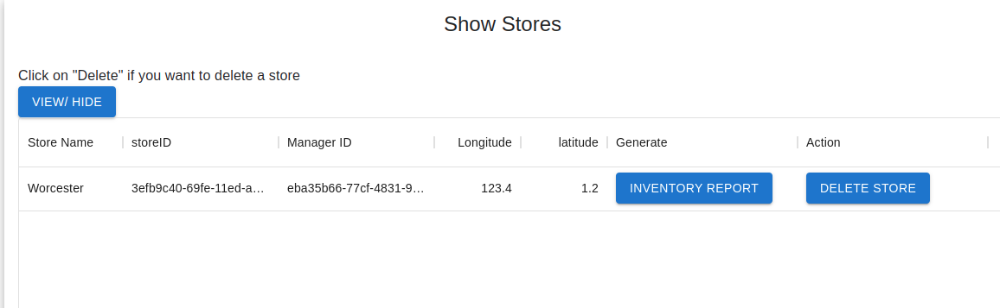 Show Stores
Click on "Delete" if you want to delete a store
VIEW/ HIDE
Store Name storeID Manager ID Longitude latitude Generate Action
Worcester 3efb9c40-69fe-11ed-a... eba35b66-77cf-4831-9... 123.4 1.2 INVENTORY REPORT DELETE STORE